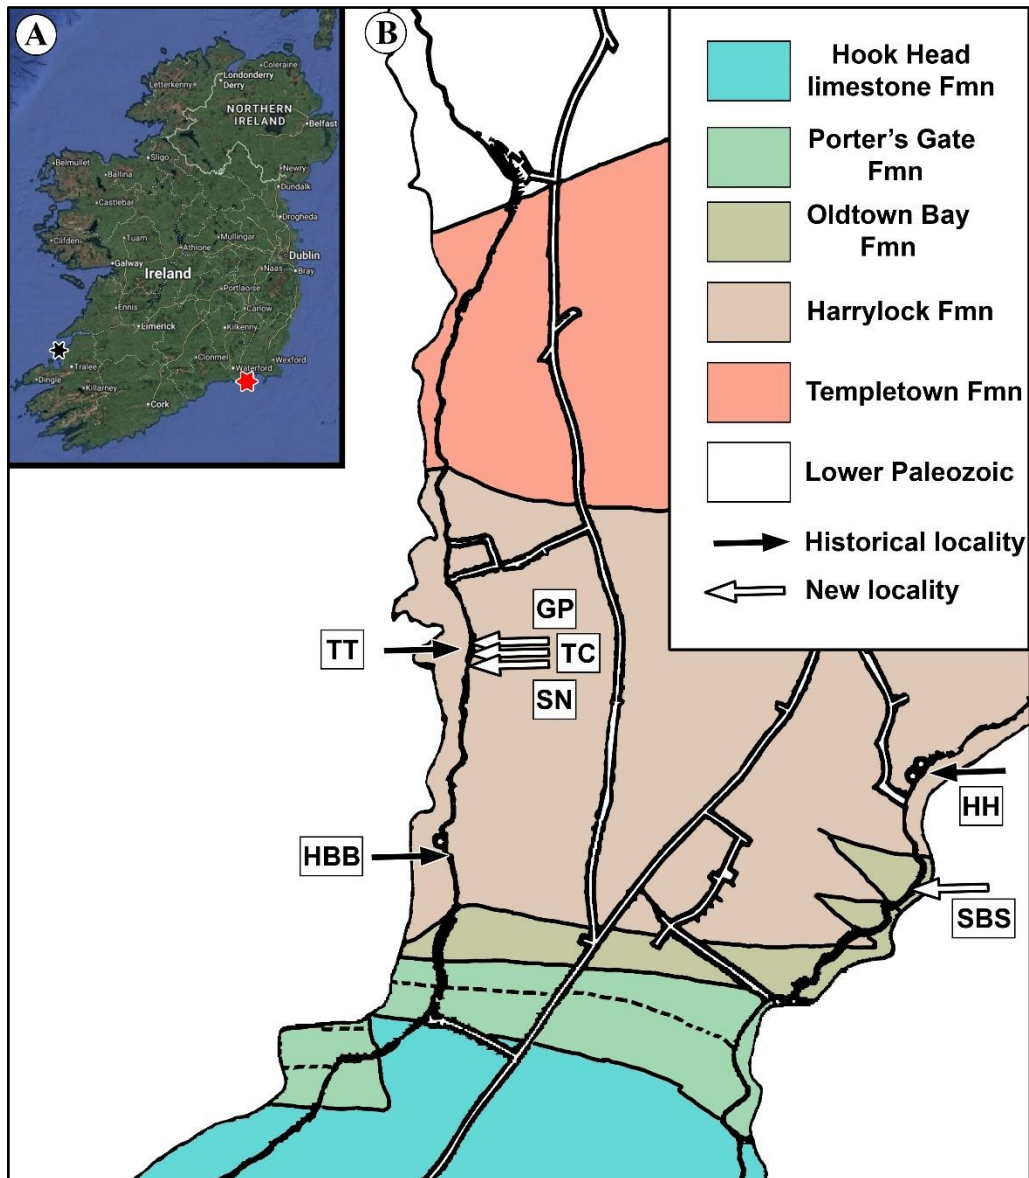 A
Coleraine
Letterkenny
Londonderry
Derry
NORTHERN
IRELAND
Belfast
Belmullet
Sligo
Newry
Ballina
Dundalk
Castlebar
Drogheda
Clifden
Tuam
Mullingar
Athlone
Dublin
Galway
Bray
Ireland
Naas
Portlaoise
Ennis
Carlow
Limerick
Kilkenny
Tralee
Clonmel
Wexford
Waterford
Dingle
Killarney
Cork
B
Hook Head
limestone Fmn
Porter's Gate
Fmn
Oldtown Bay
Fmn
Harrylock Fmn
Templetown Fmn
Lower Paleozoic
Historical locality
New locality
GP
TT
TC
SN
HH
HBB
SBS